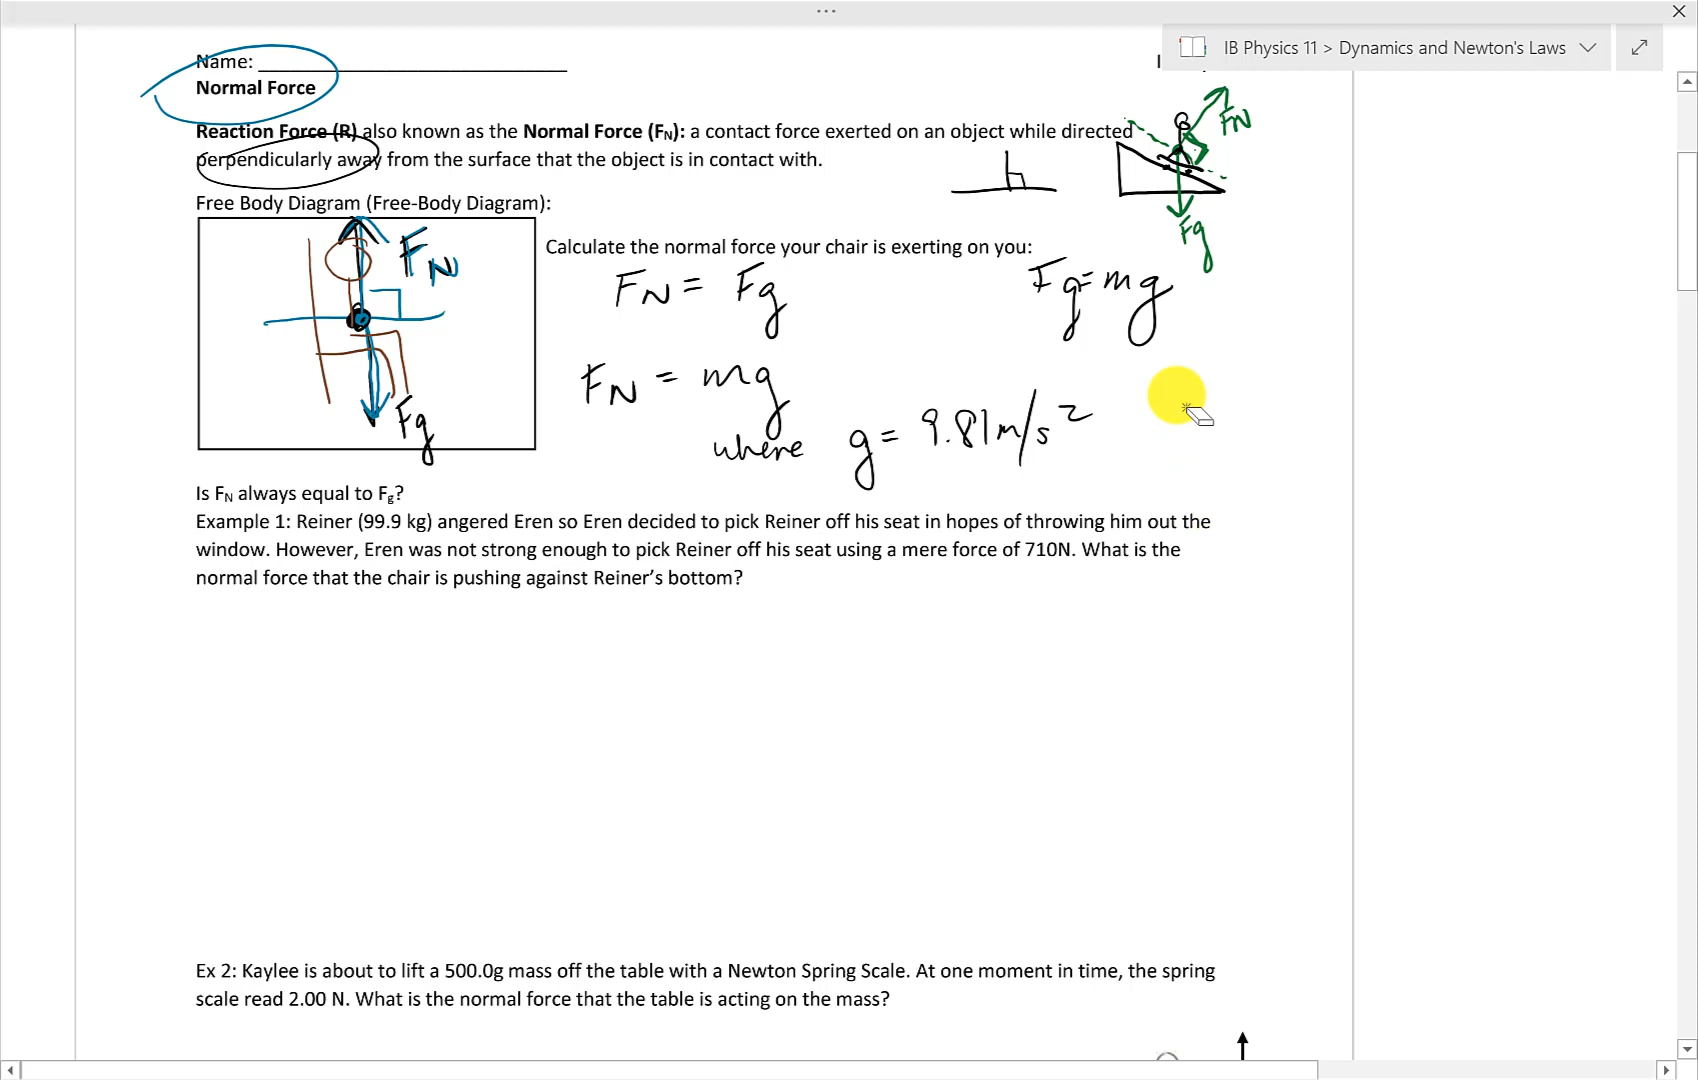 IB Physics 11 > Dynamics and Newton's Laws
Name: ____________________
Normal Force
Reaction Force (R) also known as the Normal Force (FN): a contact force exerted on an object while directed
perpendicularly away from the surface that the object is in contact with.
FN
Fg
Free Body Diagram (Free-Body Diagram):
FN
Fg
Calculate the normal force your chair is exerting on you:
FN = Fg
Fg = mg
FN = mg
where g = 9.81 m/s²
Is FN always equal to Fg?
Example 1: Reiner (99.9 kg) angered Eren so Eren decided to pick Reiner off his seat in hopes of throwing him out the
window. However, Eren was not strong enough to pick Reiner off his seat using a mere force of 710N. What is the
normal force that the chair is pushing against Reiner’s bottom?
Ex 2: Kaylee is about to lift a 500.0g mass off the table with a Newton Spring Scale. At one moment in time, the spring
scale read 2.00 N. What is the normal force that the table is acting on the mass?